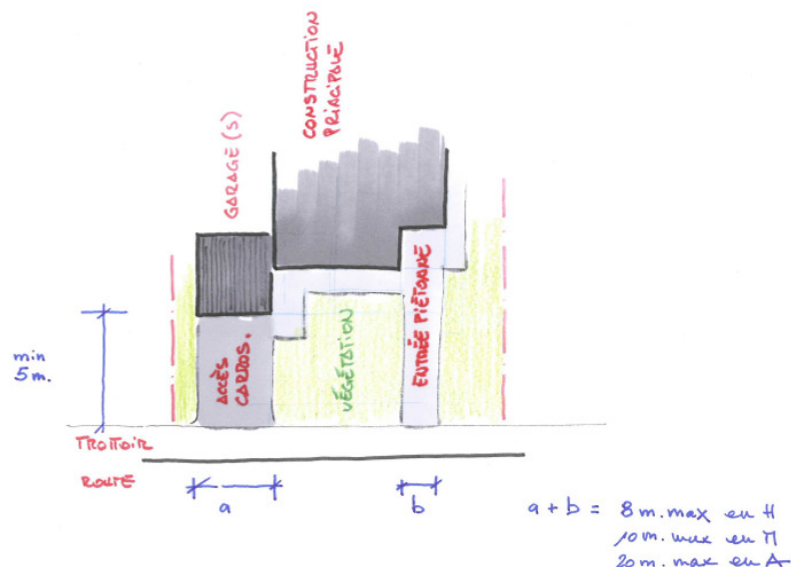 GARAGE(S)
CONSTRUCTION
PRINCIPALE
min
5m.
ACCÈS
CARROS.
VÉGÉTATION
ENTRÉE PIÉTONNE
TROTTOIR
ROUTE
a
b
a + b = 8 m. max en H
10 m. max en M
20 m. max en A